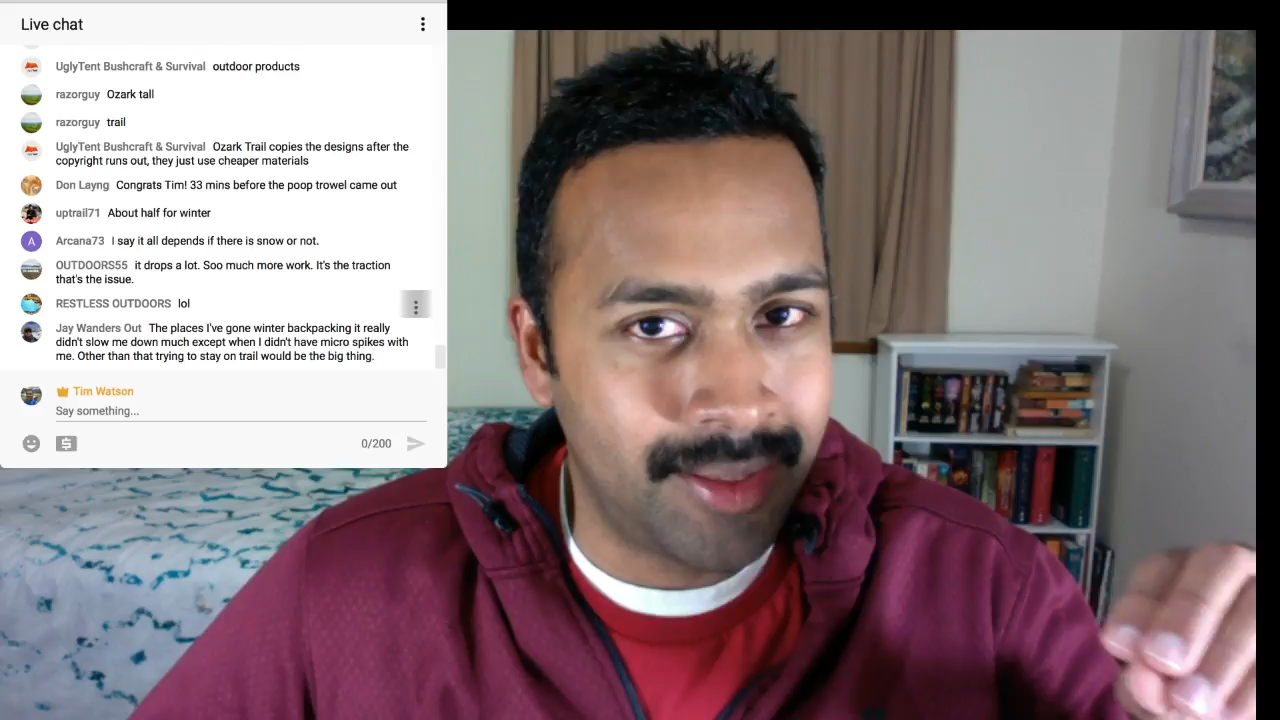 Live chat
UglyTent Bushcraft & Survival outdoor products
razorguy Ozark tall
razorguy trail
UglyTent Bushcraft & Survival Ozark Trail copies the designs after the
copyright runs out, they just use cheaper materials
Don Layng Congrats Tim! 33 mins before the poop trowel came out
uptrail71 About half for winter
A Arcana73 I say it all depends if there is snow or not.
OUTDOORS55 it drops a lot. Soo much more work. It's the traction
that's the issue.
RESTLESS OUTDOORS lol
Jay Wanders Out The places I've gone winter backpacking it really
didn't slow me down much except when I didn't have micro spikes with
me. Other than that trying to stay on trail would be the big thing.
Tim Watson
Say something...
0/200